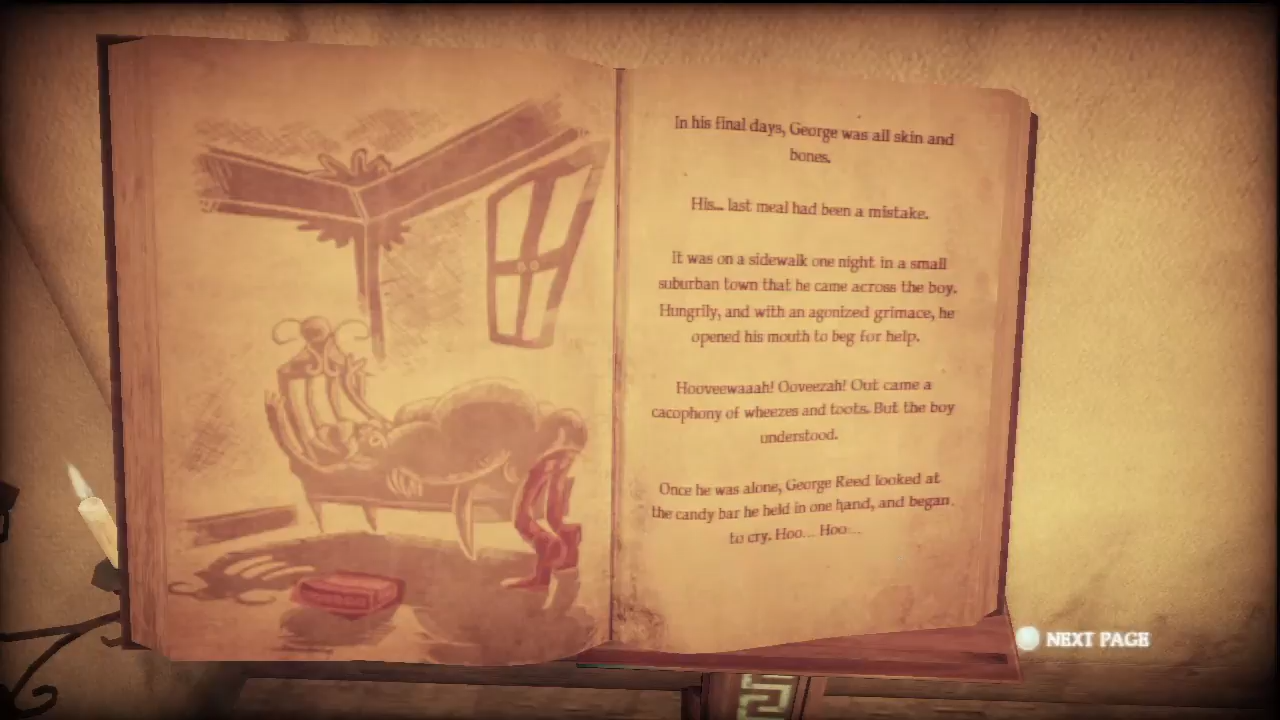 In his final days, George was all skin and
bones.
His... last meal had been a mistake.
It was on a sidewalk one night in a small
suburban town that he came across the boy.
Hungrily, and with an agonized grimace, he
opened his mouth to beg for help.
Hooveewaaah! Ooveezah! Out came a
cacophony of wheezes and toots. But the boy
understood.
Once he was alone, George Reed looked at
the candy bar he held in one hand, and began
to cry. Hoo... Hoo...
NEXT PAGE